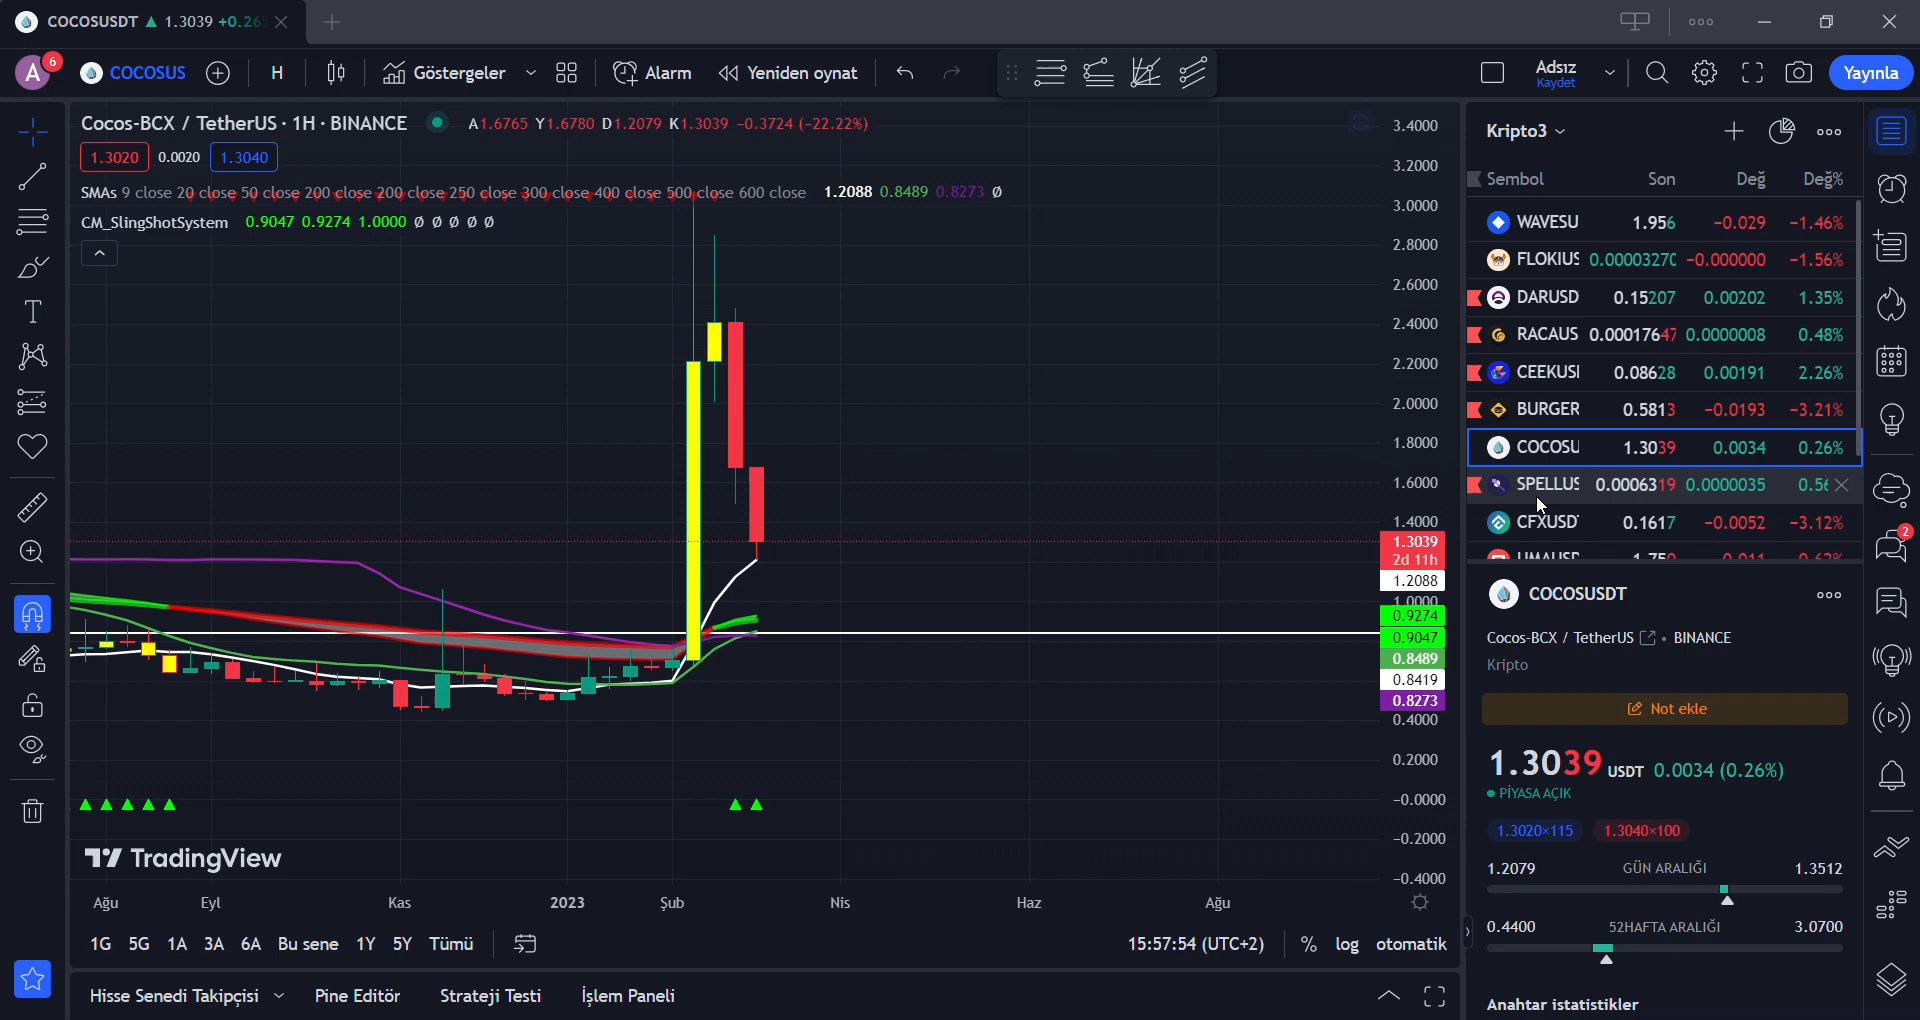 COCOSUSDT ▲ 1.3039 +0.26
A 6 COCOSUS H Göstergeler Alarm Yeniden oynat Adsız Kaydet Yayınla
Cocos-BCX / TetherUS · 1H · BINANCE A1.6765 Y1.6780 D1.2079 K1.3039 -0.3724 (-22.22%)
1.3020 0.0020 1.3040
SMAs 9 close 20 close 50 close 200 close 200 close 250 close 300 close 400 close 500 close 600 close 1.2088 0.8489 0.8273 Ø
CM_SlingShotSystem 0.9047 0.9274 1.0000 Ø Ø Ø Ø Ø
3.4000
3.2000
3.0000
2.8000
2.6000
2.4000
2.2000
2.0000
1.8000
1.6000
1.4000
1.3039
2d 11h
1.2088
1.0000
0.9274
0.9047
0.8489
0.8419
0.8273
0.4000
0.2000
-0.0000
-0.2000
-0.4000
TradingView
Ağu Eyl Kas 2023 Şub Nis Haz Ağu
1G 5G 1A 3A 6A Bu sene 1Y 5Y Tümü 15:57:54 (UTC+2) % log otomatik
Hisse Senedi Takipçisi Pine Editör Strateji Testi İşlem Paneli
Kripto3
Sembol Son Değ Değ%
WAVESU 1.956 -0.029 -1.46%
FLOKIUS 0.00003270 -0.000000 -1.56%
DARUSD 0.15207 0.00202 1.35%
RACAUS 0.00017647 0.0000008 0.48%
CEEKUSI 0.08628 0.00191 2.26%
BURGER 0.5813 -0.0193 -3.21%
COCOSU 1.3039 0.0034 0.26%
SPELLUS 0.0006319 0.0000035 0.56
CFXUSDT 0.1617 -0.0052 -3.12%
UMAUSD 1.750 -0.011 -0.62%
COCOSUSDT
Cocos-BCX / TetherUS • BINANCE
Kripto
Not ekle
1.3039 USDT 0.0034 (0.26%)
PİYASA AÇIK
1.3020×115 1.3040×100
1.2079 GÜN ARALIĞI 1.3512
0.4400 52HAFTA ARALIĞI 3.0700
Anahtar istatistikler
2